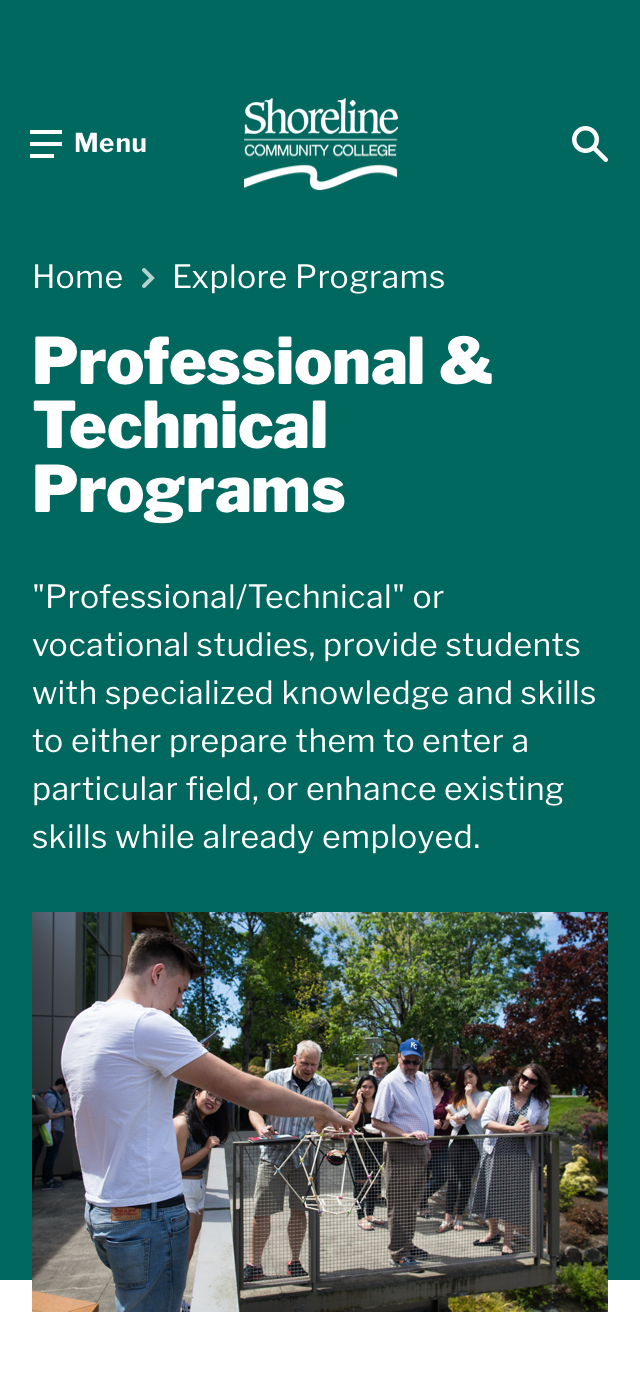 Menu
Shoreline
COMMUNITY COLLEGE
Home > Explore Programs
Professional &
Technical
Programs
"Professional/Technical" or
vocational studies, provide students
with specialized knowledge and skills
to either prepare them to enter a
particular field, or enhance existing
skills while already employed.
KC